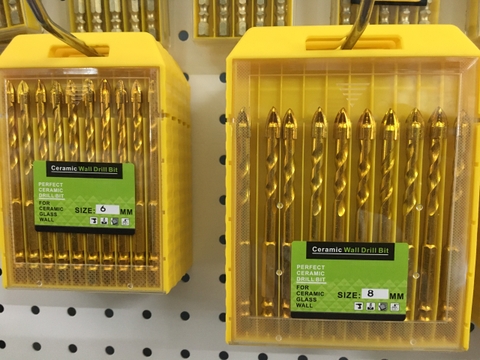 Ceramic Wall Drill Bit
PERFECT
CERAMIC
DRILL BIT
FOR
CERAMIC
GLASS
WALL
SIZE: 6 MM
Ceramic Wall Drill Bit
PERFECT
CERAMIC
DRILL BIT
FOR
CERAMIC
GLASS
WALL
SIZE: 8 MM